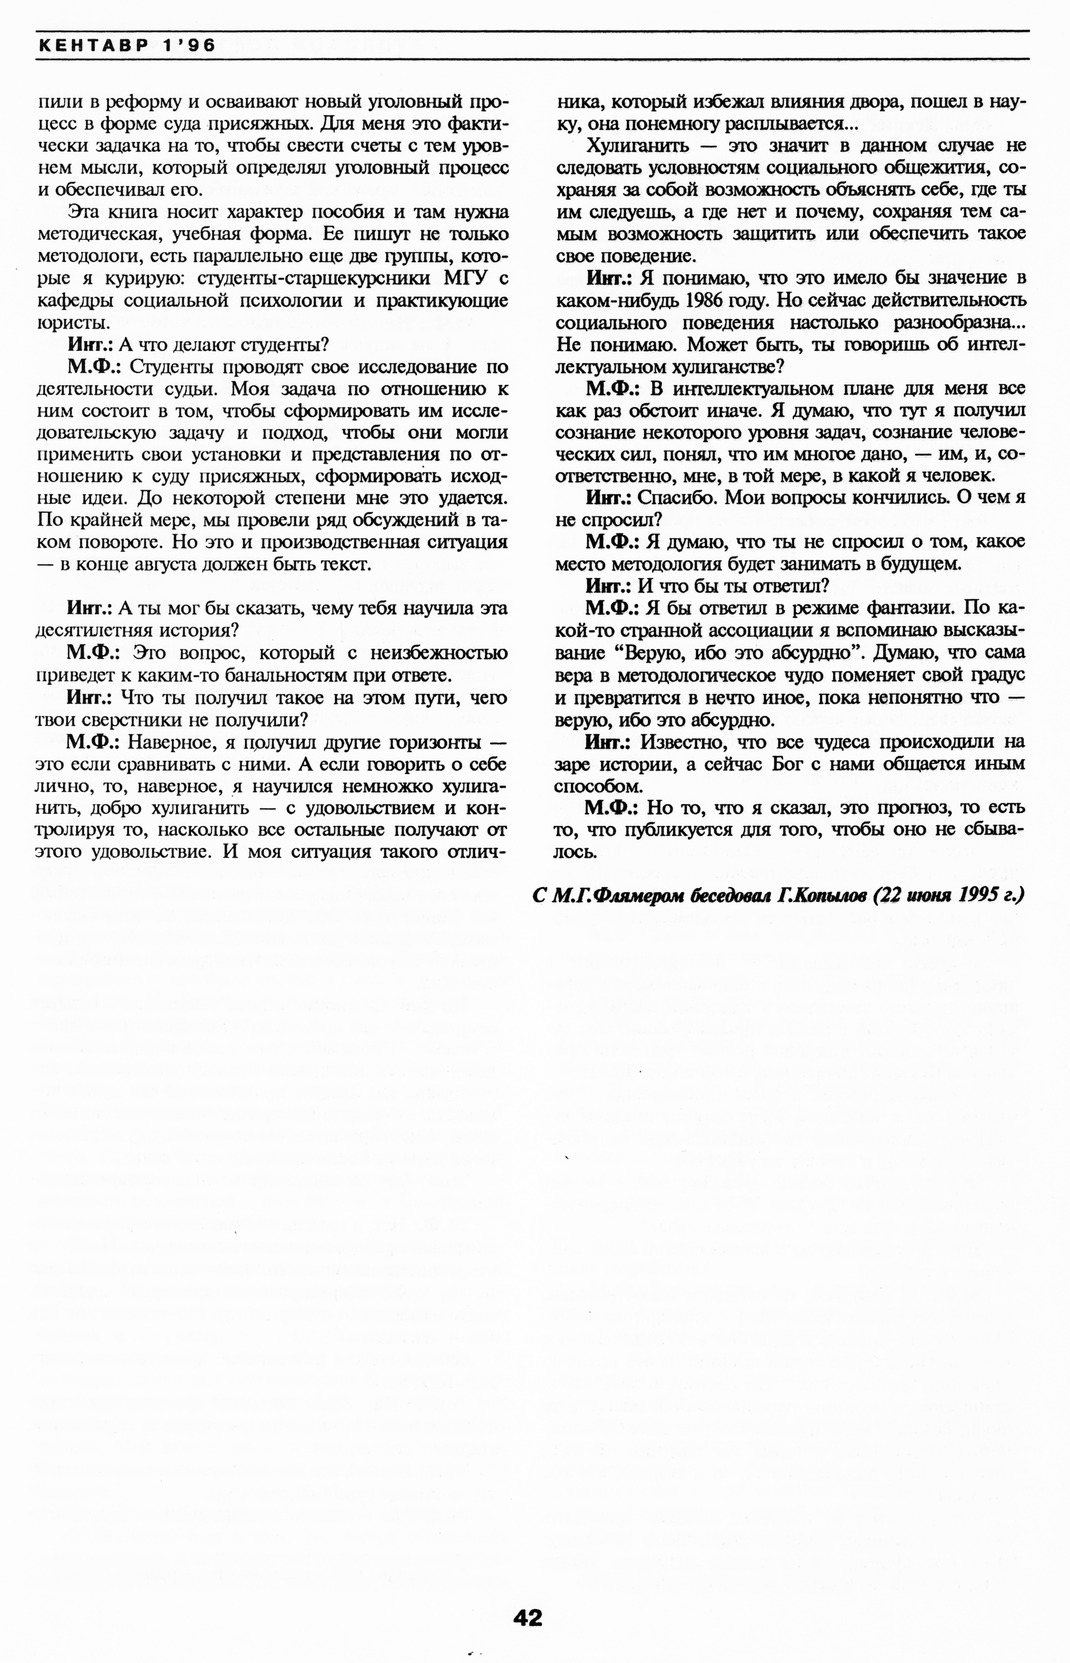 КЕНТАВР 1'96
пили в реформу и осваивают новый уголовный про-
цесс в форме суда присяжных. Для меня это факти-
чески задачка на то, чтобы свести счеты с тем уров-
нем мысли, который определял уголовный процесс
и обеспечивал его.
Эта книга носит характер пособия и там нужна
методическая, учебная форма. Ее пишут не только
методологи, есть параллельно еще две группы, кото-
рые я курирую: студенты-старшекурсники МГУ с
кафедры социальной психологии и практикующие
юристы.
Инт.: А что делают студенты?
М.Ф.: Студенты проводят свое исследование по
деятельности судьи. Моя задача по отношению к
ним состоит в том, чтобы сформировать им иссле-
довательскую задачу и подход, чтобы они могли
применить свои установки и представления по от-
ношению к суду присяжных, сформировать исход-
ные идеи. До некоторой степени мне это удается.
По крайней мере, мы провели ряд обсуждений в та-
ком повороте. Но это и производственная ситуация
— в конце августа должен быть текст.
Инт.: А ты мог бы сказать, чему тебя научила эта
десятилетняя история?
М.Ф.: Это вопрос, который с неизбежностью
приведет к каким-то банальностям при ответе.
Инт.: Что ты получил такое на этом пути, чего
твои сверстники не получили?
М.Ф.: Наверное, я получил другие горизонты —
это если сравнивать с ними. А если говорить о себе
лично, то, наверное, я научился немножко хулига-
нить, добро хулиганить — с удовольствием и кон-
тролируя то, насколько все остальные получают от
этого удовольствие. И моя ситуация такого отлич-
ника, который избежал влияния двора, пошел в нау-
ку, она понемногу расплывается...
Хулиганить — это значит в данном случае не
следовать условностям социального общежития, со-
храняя за собой возможность объяснять себе, где ты
им следуешь, а где нет и почему, сохраняя тем са-
мым возможность защитить или обеспечить такое
свое поведение.
Инт.: Я понимаю, что это имело бы значение в
каком-нибудь 1986 году. Но сейчас действительность
социального поведения настолько разнообразна...
Не понимаю. Может быть, ты говоришь об интел-
лектуальном хулиганстве?
М.Ф.: В интеллектуальном плане для меня все
как раз обстоит иначе. Я думаю, что тут я получил
сознание некоторого уровня задач, сознание челове-
ческих сил, понял, что им многое дано, — им, и, со-
ответственно, мне, в той мере, в какой я человек.
Инт.: Спасибо. Мои вопросы кончились. О чем я
не спросил?
М.Ф.: Я думаю, что ты не спросил о том, какое
место методология будет занимать в будущем.
Инт.: И что бы ты ответил?
М.Ф.: Я бы ответил в режиме фантазии. По ка-
кой-то странной ассоциации я вспоминаю высказы-
вание “Верую, ибо это абсурдно”. Думаю, что сама
вера в методологическое чудо поменяет свой градус
и превратится в нечто иное, пока непонятно что —
верую, ибо это абсурдно.
Инт.: Известно, что все чудеса происходили на
заре истории, а сейчас Бог с нами общается иным
способом.
М.Ф.: Но то, что я сказал, это прогноз, то есть
то, что публикуется для того, чтобы оно не сбыва-
лось.
С М.Г.Флямером беседовал Г.Копылов (22 июня 1995 г.)
42